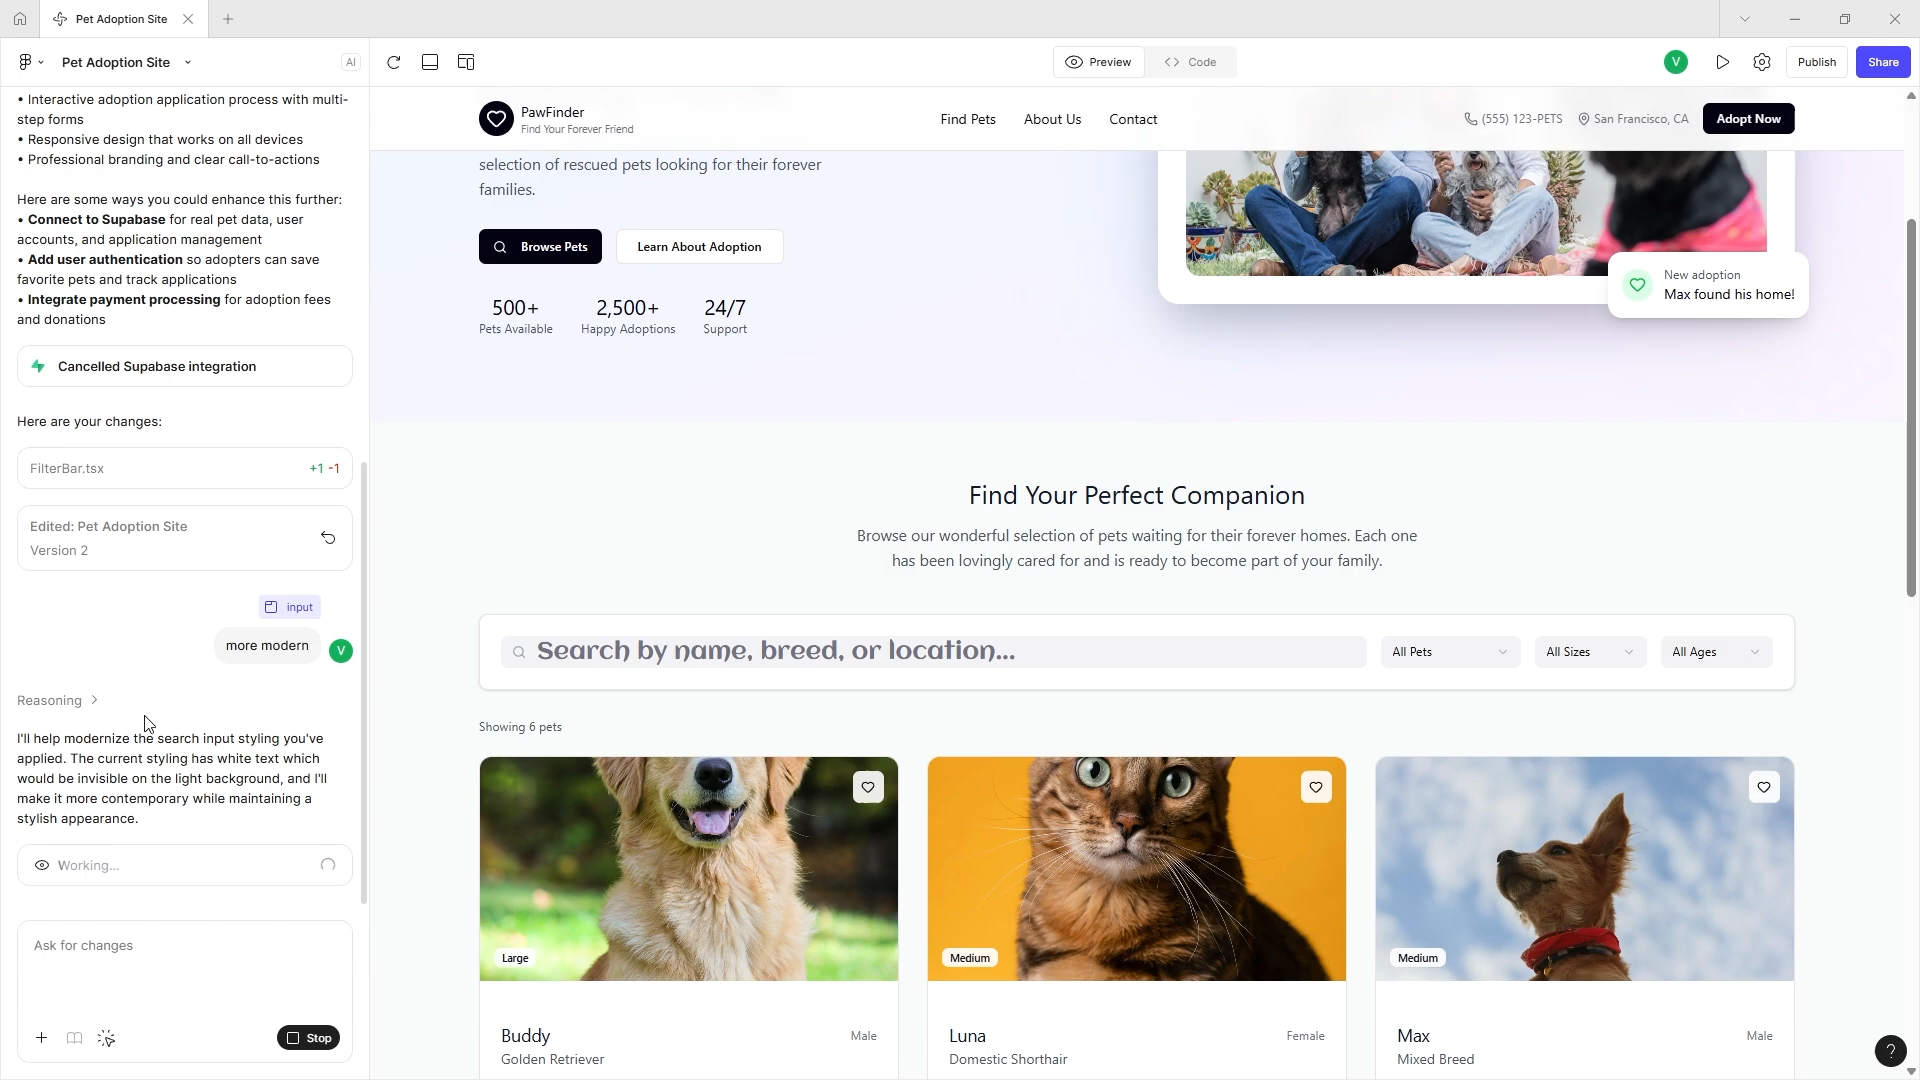 Pet Adoption Site
Pet Adoption Site
AI
Preview
Code
V
Publish
Share
• Interactive adoption application process with multi-
step forms
• Responsive design that works on all devices
• Professional branding and clear call-to-actions
Here are some ways you could enhance this further:
• Connect to Supabase for real pet data, user
accounts, and application management
• Add user authentication so adopters can save
favorite pets and track applications
• Integrate payment processing for adoption fees
and donations
Cancelled Supabase integration
Here are your changes:
FilterBar.tsx +1 -1
Edited: Pet Adoption Site
Version 2
input
more modern
V
Reasoning
I'll help modernize the search input styling you've
applied. The current styling has white text which
would be invisible on the light background, and I'll
make it more contemporary while maintaining a
stylish appearance.
Working...
Ask for changes
Stop
PawFinder
Find Your Forever Friend
Find Pets
About Us
Contact
(555) 123-PETS
San Francisco, CA
Adopt Now
selection of rescued pets looking for their forever
families.
Browse Pets
Learn About Adoption
500+
Pets Available
2,500+
Happy Adoptions
24/7
Support
New adoption
Max found his home!
Find Your Perfect Companion
Browse our wonderful selection of pets waiting for their forever homes. Each one
has been lovingly cared for and is ready to become part of your family.
Search by name, breed, or location...
All Pets
All Sizes
All Ages
Showing 6 pets
Large
Medium
Medium
Buddy
Male
Golden Retriever
Luna
Female
Domestic Shorthair
Max
Male
Mixed Breed
?